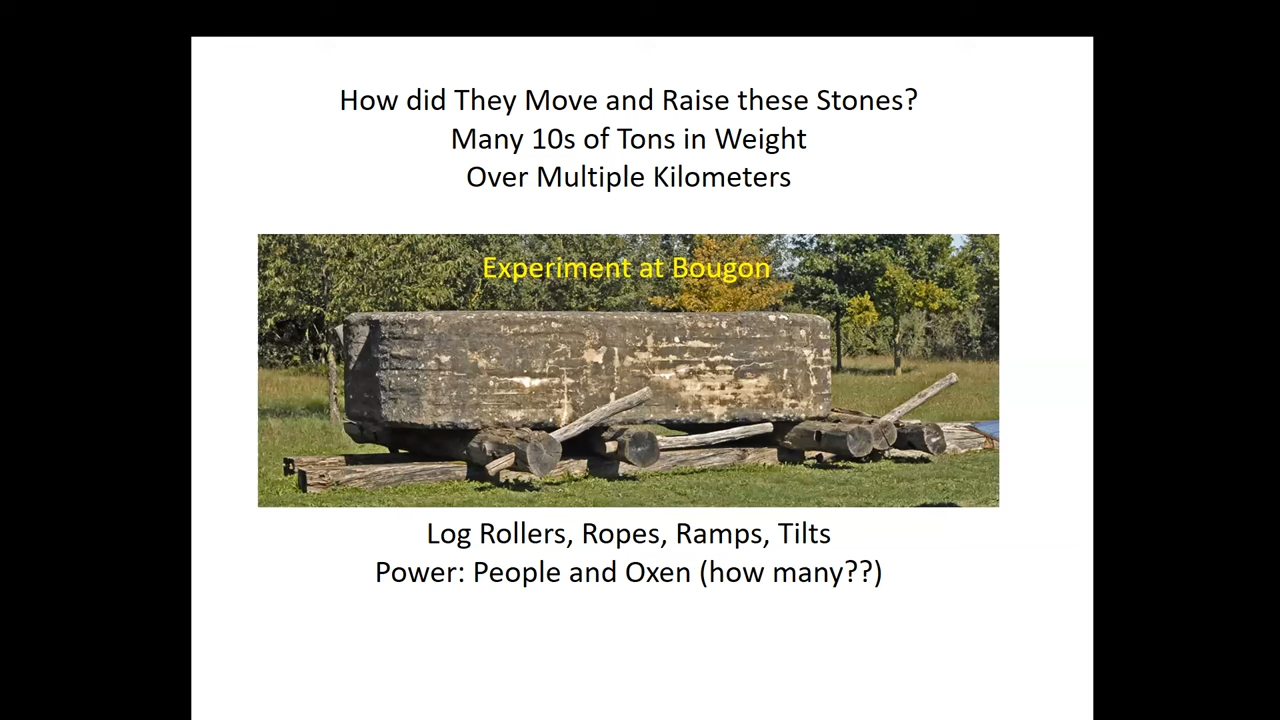 How did They Move and Raise these Stones?
Many 10s of Tons in Weight
Over Multiple Kilometers
Experiment at Bougon
Log Rollers, Ropes, Ramps, Tilts
Power: People and Oxen (how many??)